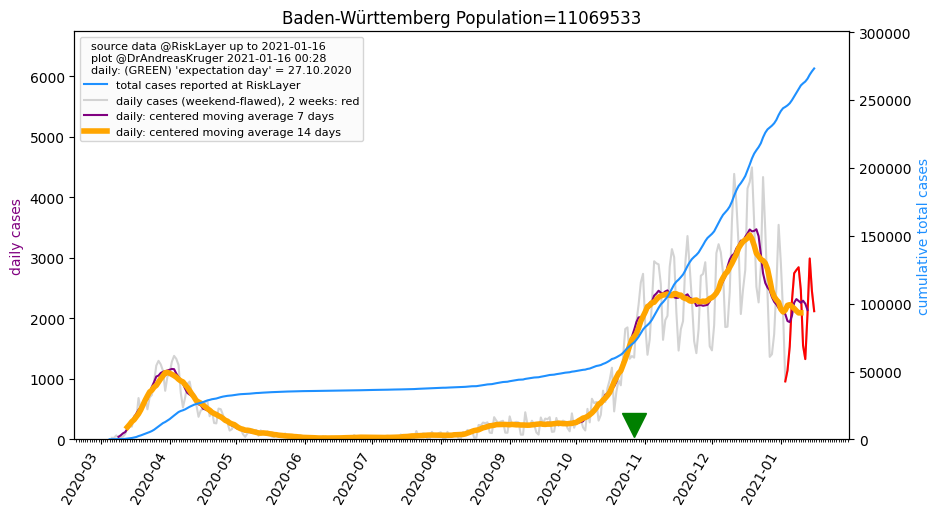 Baden-Württemberg Population=11069533
source data @RiskLayer up to 2021-01-16
plot @DrAndreasKruger 2021-01-16 00:28
daily: (GREEN) 'expectation day' = 27.10.2020
total cases reported at RiskLayer
daily cases (weekend-flawed), 2 weeks: red
daily: centered moving average 7 days
daily: centered moving average 14 days
daily cases
6000
5000
4000
3000
2000
1000
0
300000
250000
200000
150000
100000
50000
0
cumulative total cases
2020-03
2020-04
2020-05
2020-06
2020-07
2020-08
2020-09
2020-10
2020-11
2020-12
2021-01